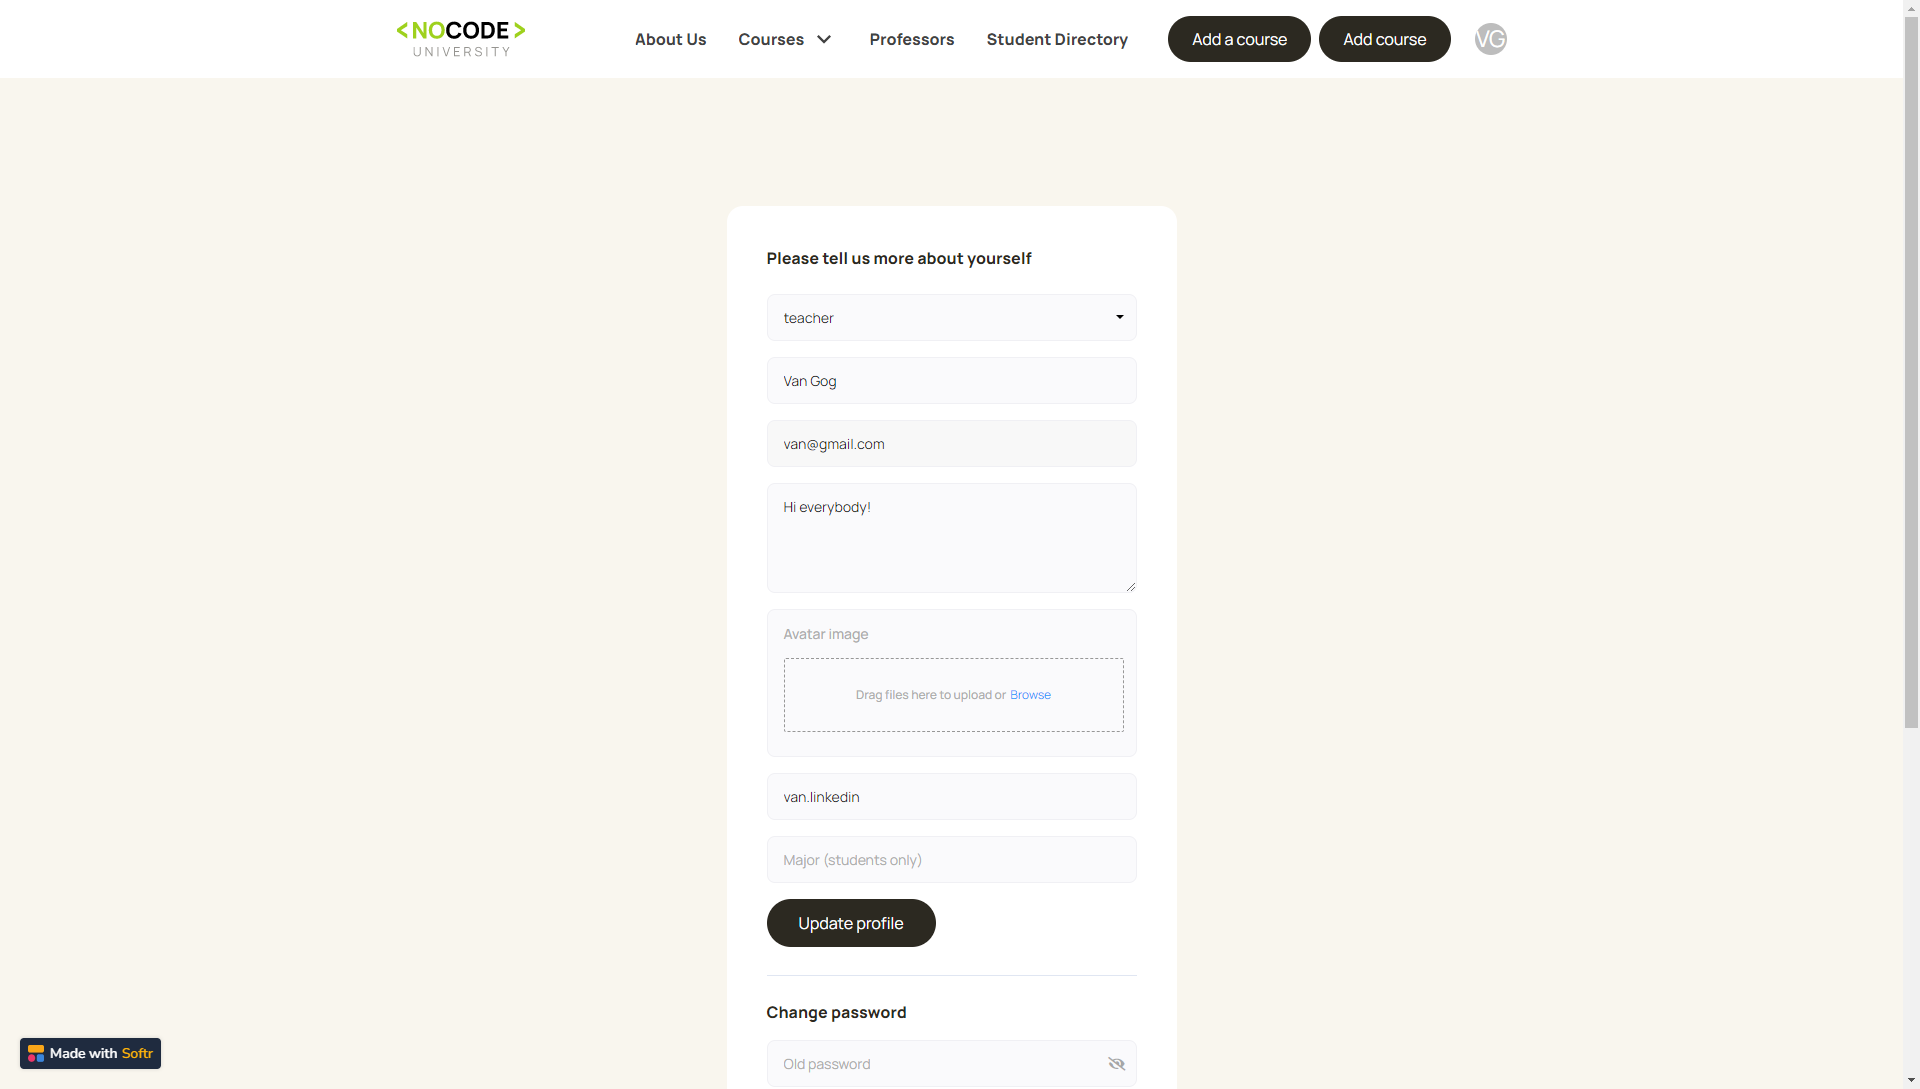 <NOCODE>
UNIVERSITY
About Us
Courses
Professors
Student Directory
Add a course
Add course
VG
Please tell us more about yourself
teacher
Van Gog
van@gmail.com
Hi everybody!
Avatar image
Drag files here to upload or Browse
van.linkedin
Major (students only)
Update profile
Change password
Old password
Made with Softr